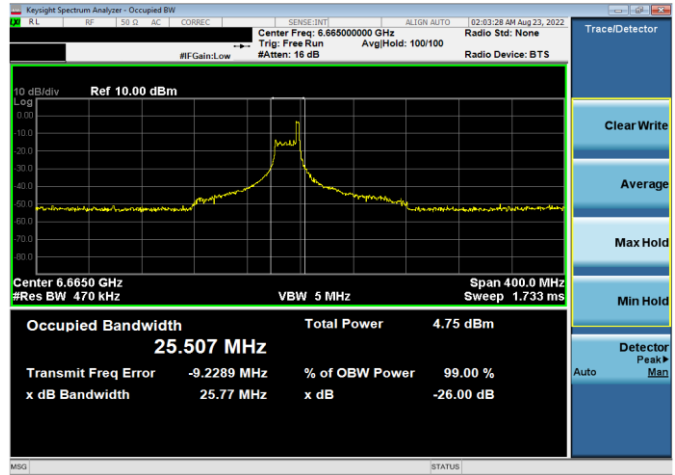 Keysight Spectrum Analyzer - Occupied BW
RL RF 50 Ω AC CORREC SENSE:INT ALIGN AUTO 02:03:28 AM Aug 23, 2022
Center Freq: 6.665000000 GHz Radio Std: None
Trig: Free Run Avg|Hold: 100/100
#IFGain:Low #Atten: 16 dB Radio Device: BTS
Trace/Detector
10 dB/div Ref 10.00 dBm
Log
0.00
-10.0
-20.0
-30.0
-40.0
-50.0
-60.0
-70.0
-80.0
Center 6.6650 GHz Span 400.0 MHz
#Res BW 470 kHz VBW 5 MHz Sweep 1.733 ms
Occupied Bandwidth Total Power 4.75 dBm
25.507 MHz
Transmit Freq Error -9.2289 MHz % of OBW Power 99.00 %
x dB Bandwidth 25.77 MHz x dB -26.00 dB
Clear Write
Average
Max Hold
Min Hold
Detector
Peak▶
Auto Man
MSG STATUS